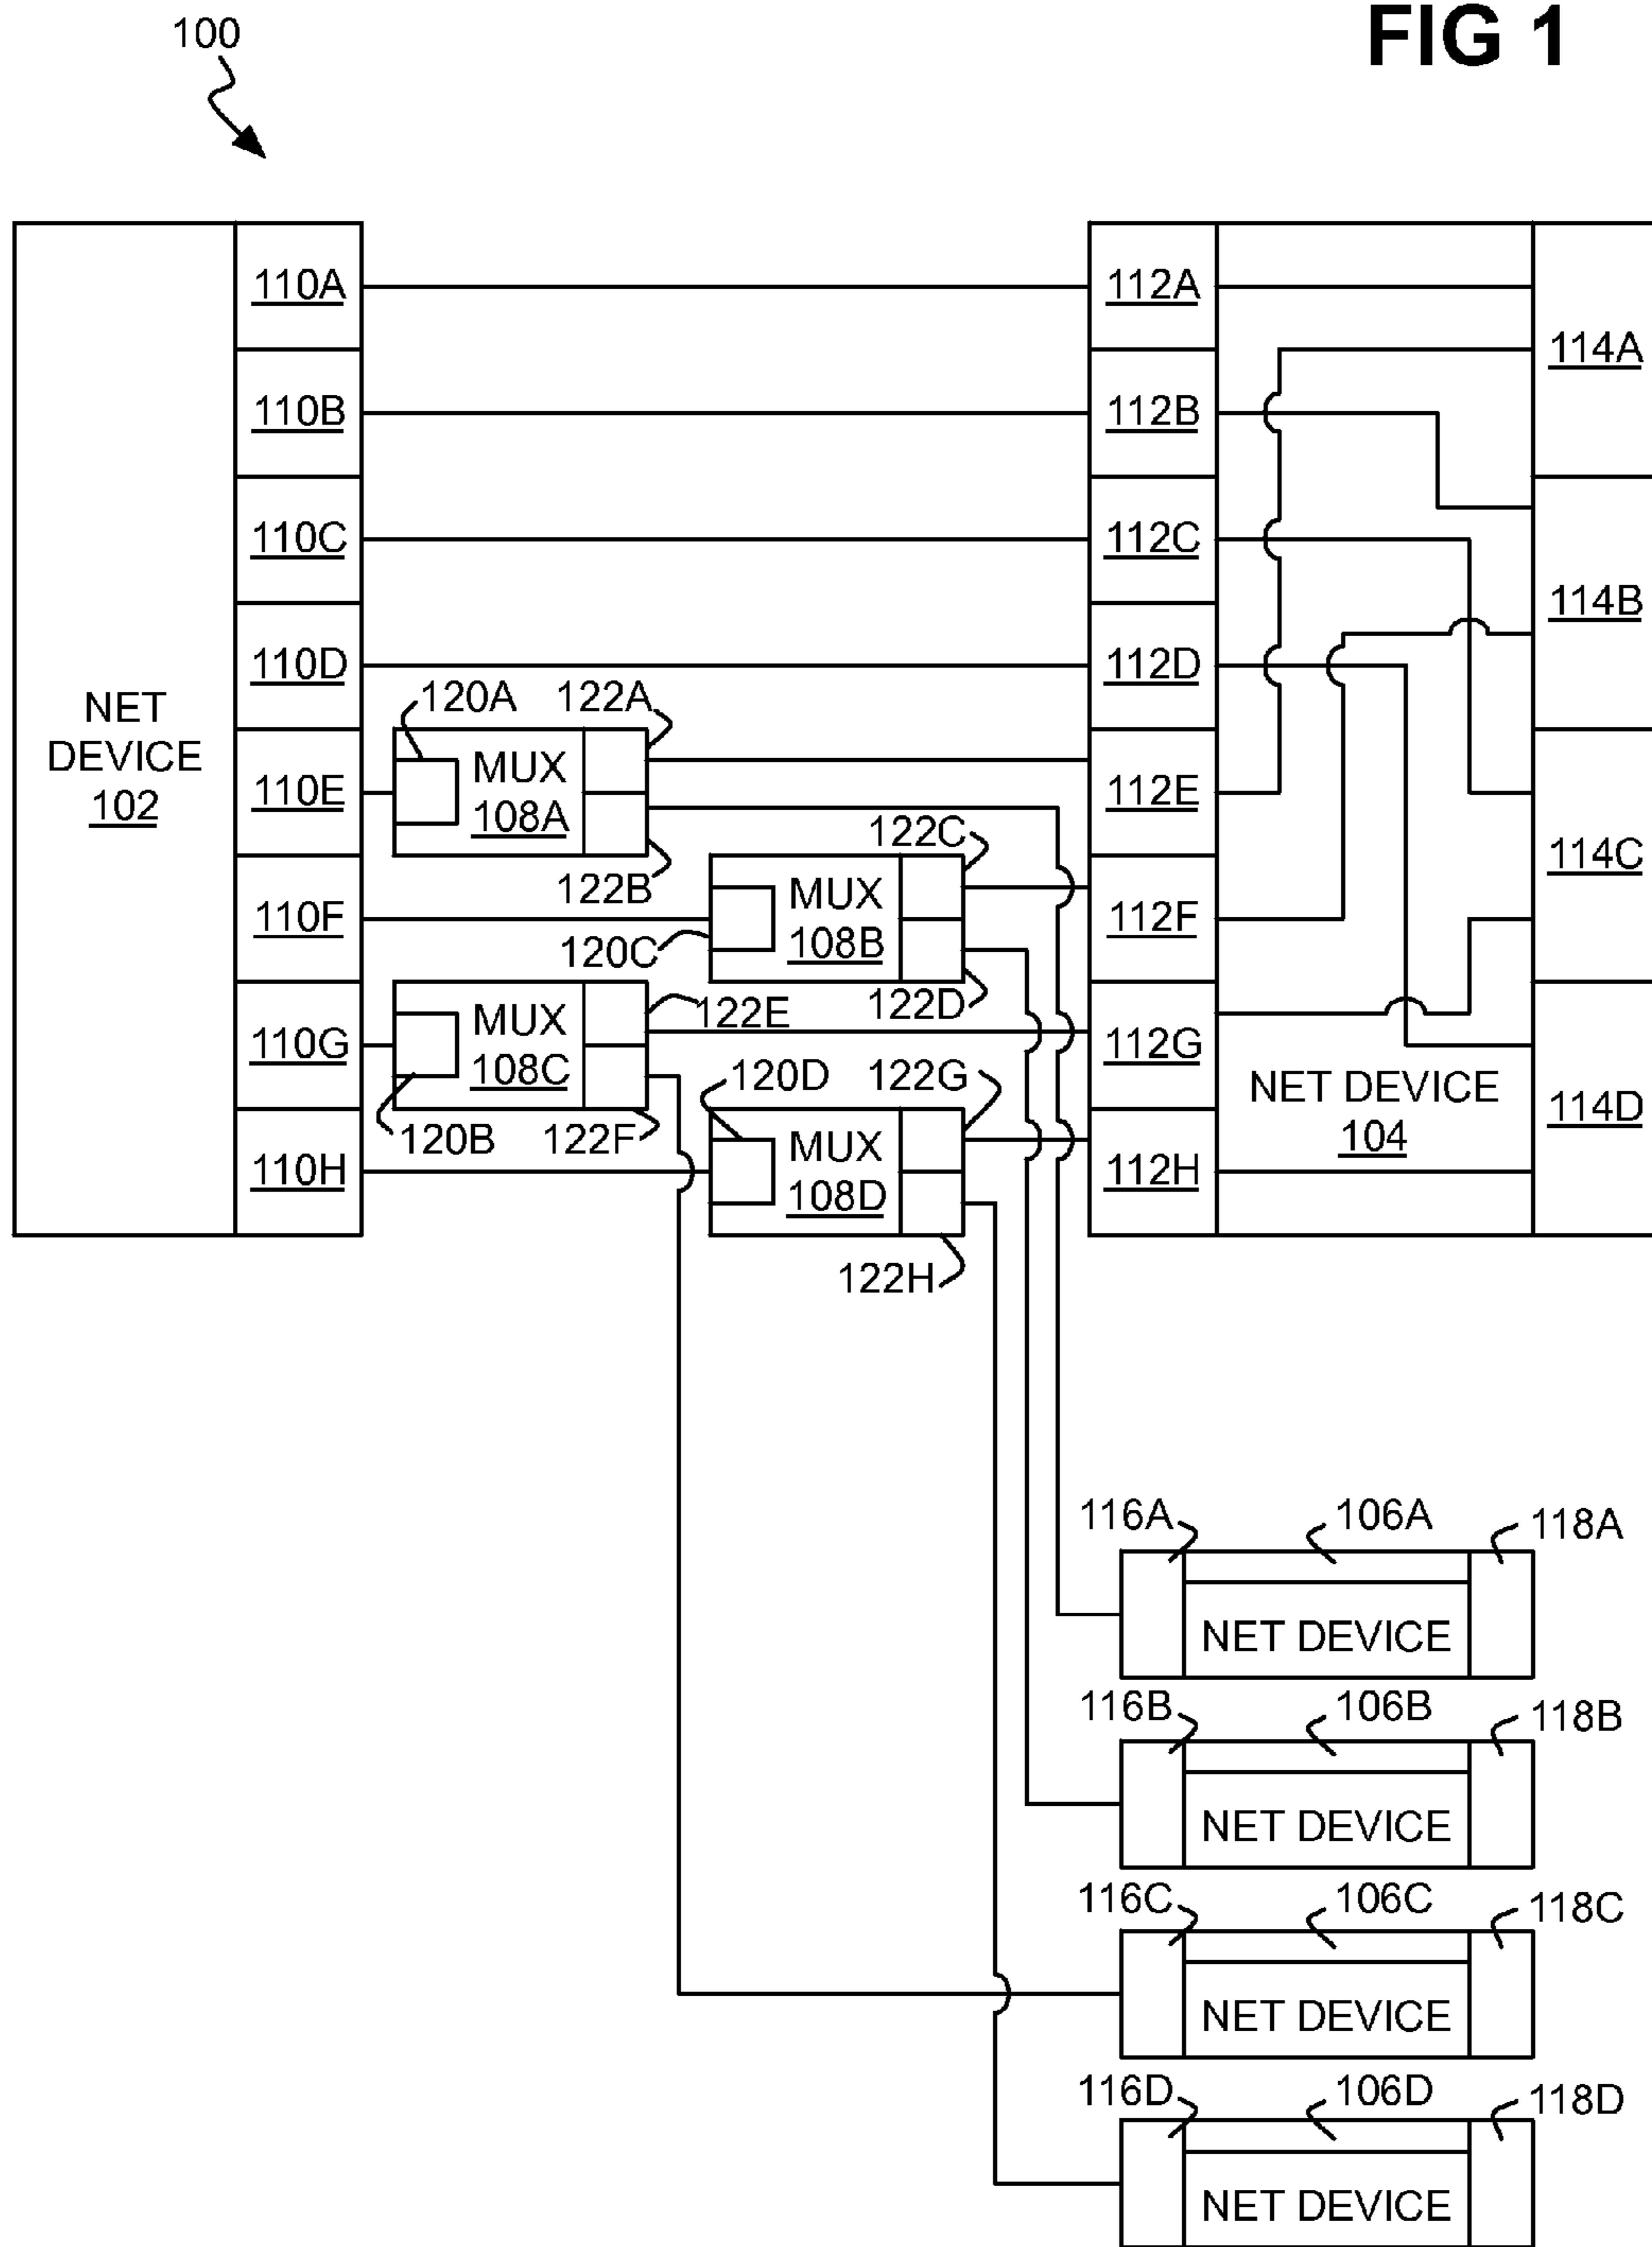 FIG 1
100
110A
112A
114A
110B
112B
110C
112C
114B
110D
112D
NET
DEVICE
102
120A
122A
110E
MUX
108A
112E
122B
122C
114C
110F
MUX
108B
112F
120C
122D
110G
MUX
108C
122E
112G
NET DEVICE
104
114D
120B
122F
120D
122G
110H
MUX
108D
112H
122H
116A
106A
118A
NET DEVICE
116B
106B
118B
NET DEVICE
116C
106C
118C
NET DEVICE
116D
106D
118D
NET DEVICE